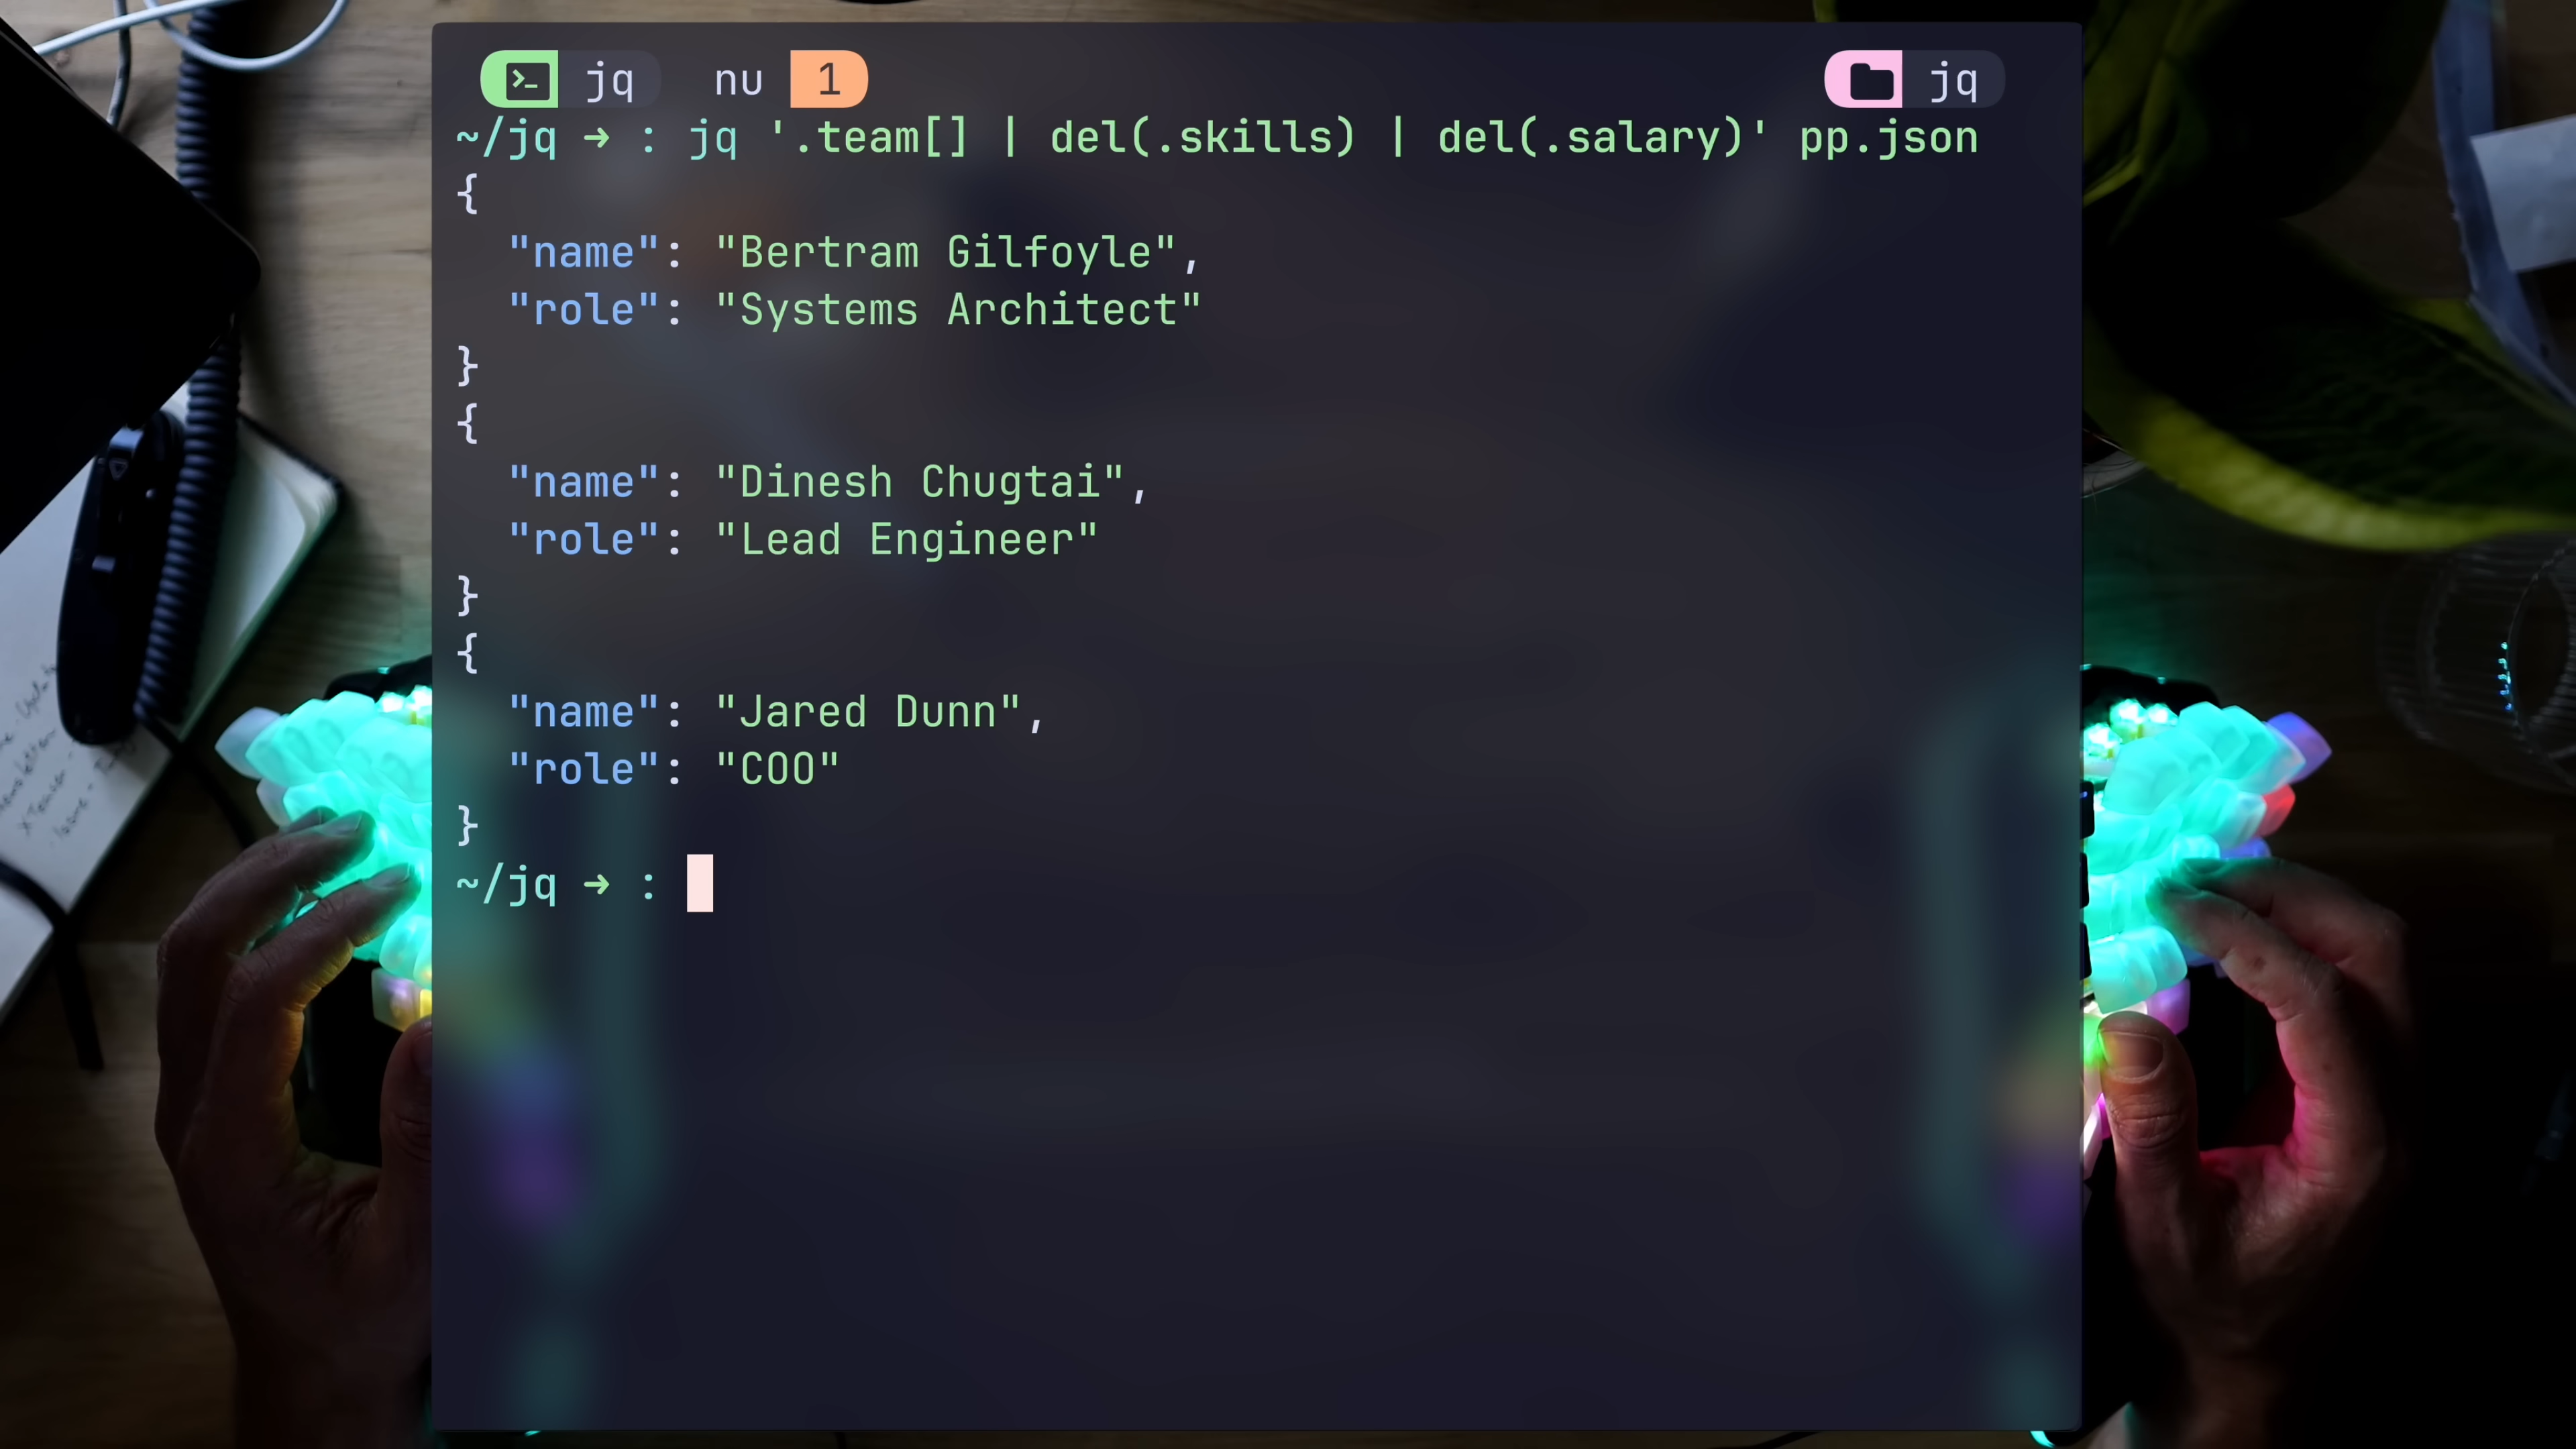 jq nu 1 jq
~/jq → : jq '.team[] | del(.skills) | del(.salary)' pp.json
{
"name": "Bertram Gilfoyle",
"role": "Systems Architect"
}
{
"name": "Dinesh Chugtai",
"role": "Lead Engineer"
}
{
"name": "Jared Dunn",
"role": "COO"
}
~/jq → :